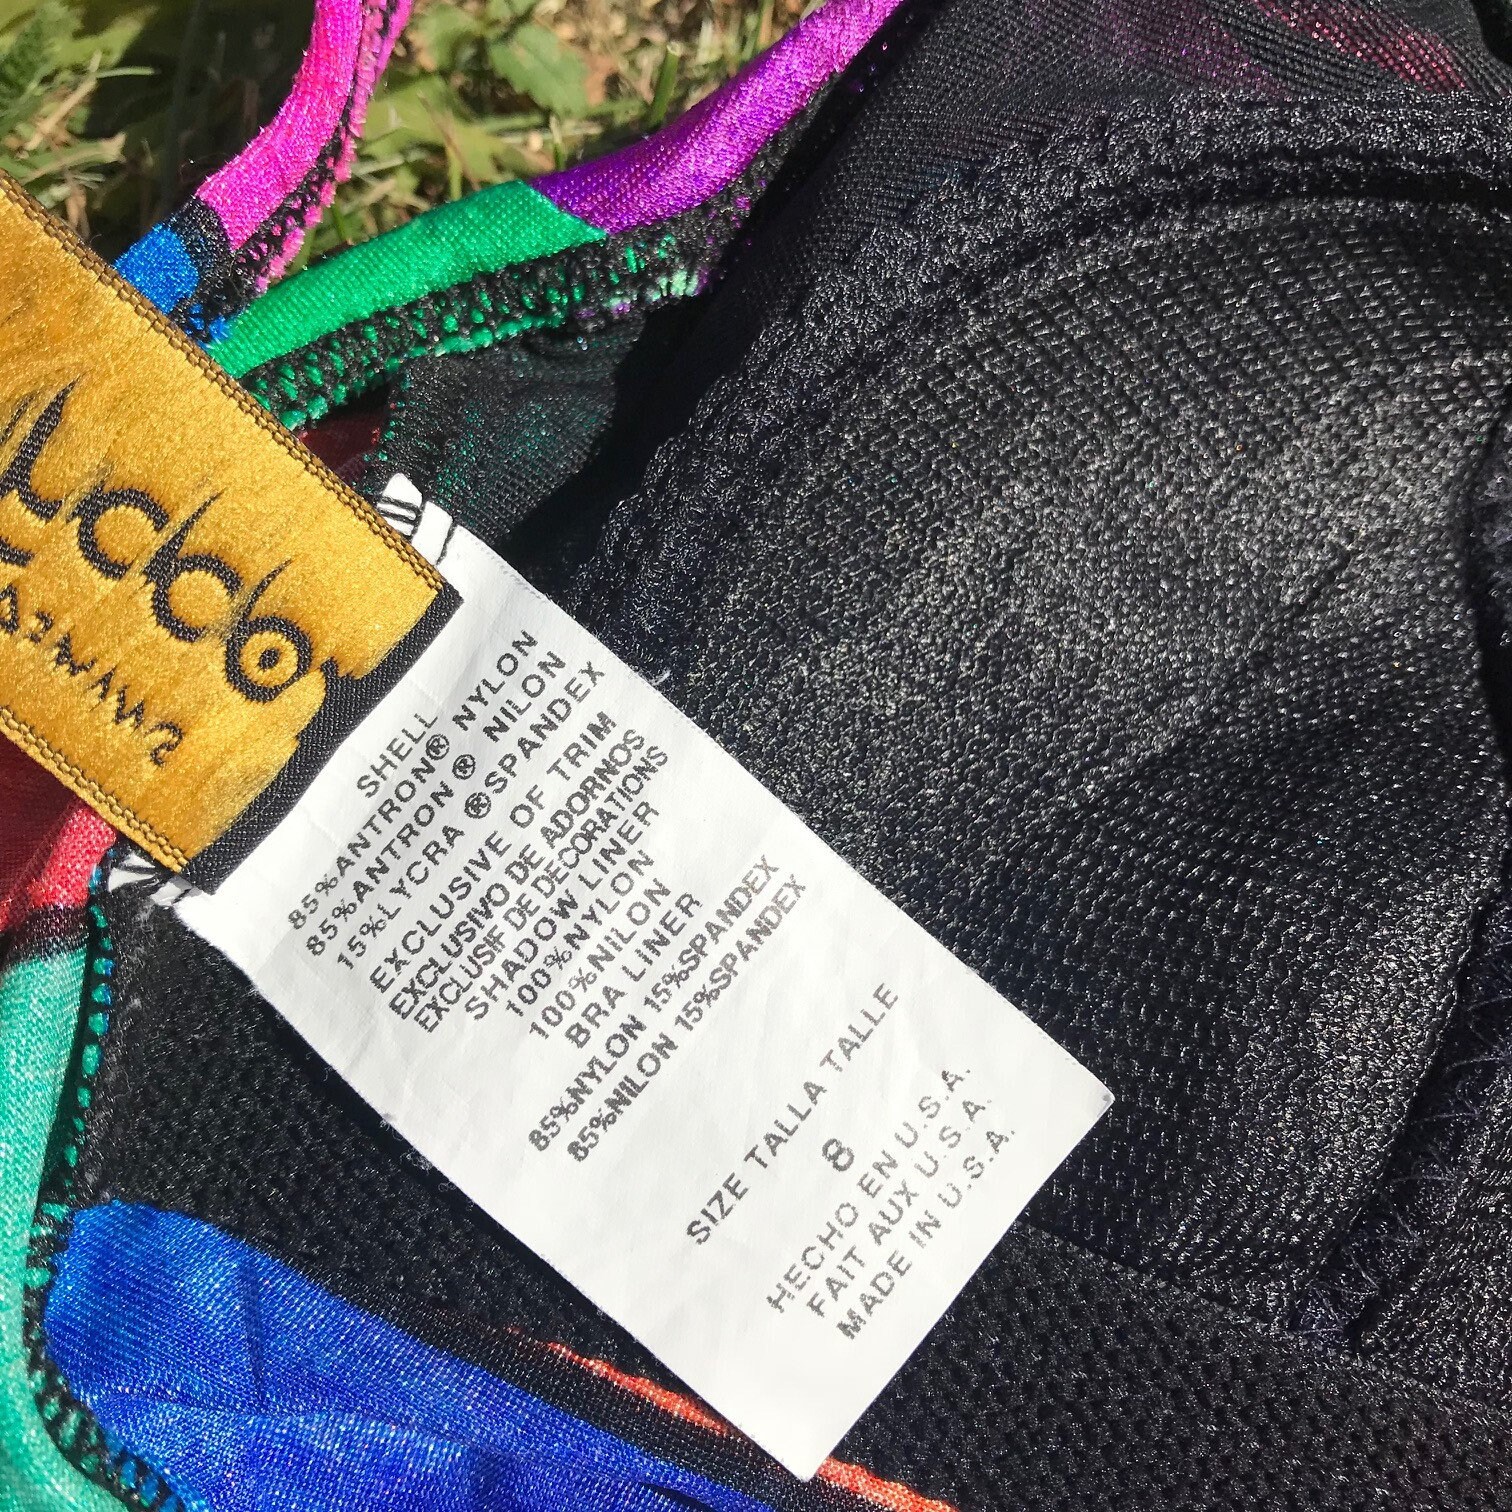 SHELL
85%ANTRON® NYLON
85%ANTRON ® NILON
15%LYCRA ®SPANDEX
EXCLUSIVE OF TRIM
EXCLUSIVO DE ADORNOS
EXCLUSIF DE DECORATIONS
SHADOW LINER
100%NYLON
100%NILON
BRA LINER
85%NYLON 15%SPANDEX
85%NILON 15%SPANDEX
SIZE TALLA TALLE
8
HECHO EN U.S.A.
FAIT AUX U.S.A.
MADE IN U.S.A.